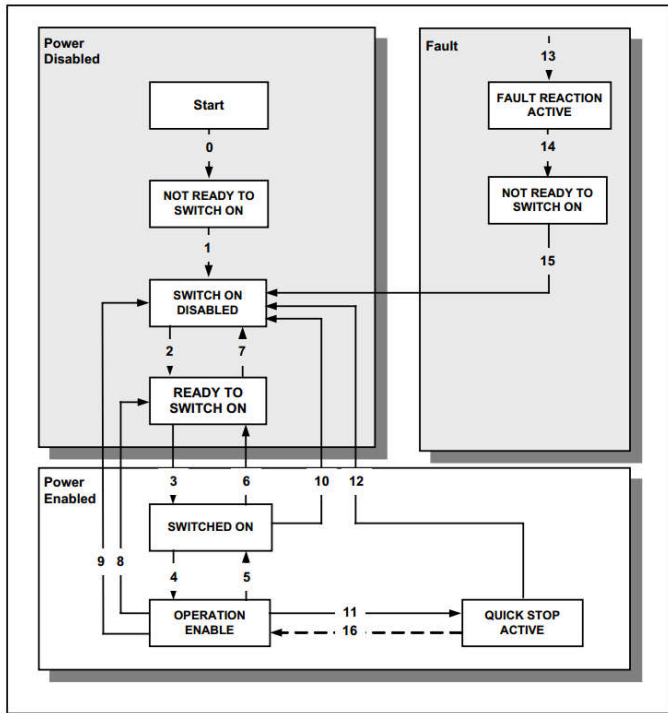 Power
Disabled
Start
0
NOT READY TO
SWITCH ON
1
SWITCH ON
DISABLED
2
7
READY TO
SWITCH ON
Fault
13
FAULT REACTION
ACTIVE
14
NOT READY TO
SWITCH ON
15
Power
Enabled
3
6
10
12
SWITCHED ON
9
8
4
5
OPERATION
ENABLE
11
16
QUICK STOP
ACTIVE